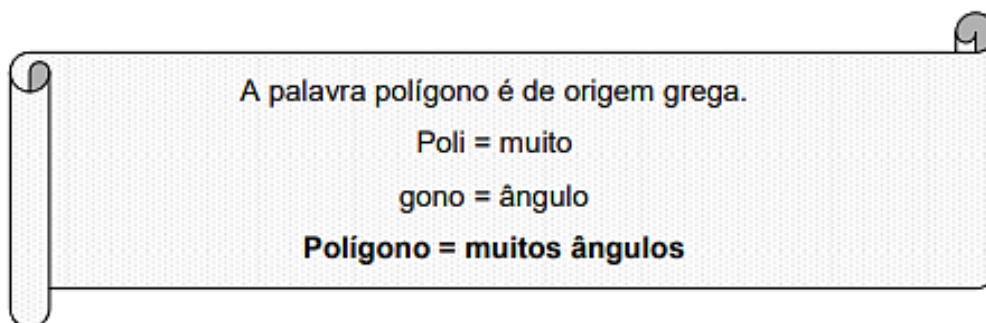 A palavra polígono é de origem grega.
Poli = muito
gono = ângulo
Polígono = muitos ângulos